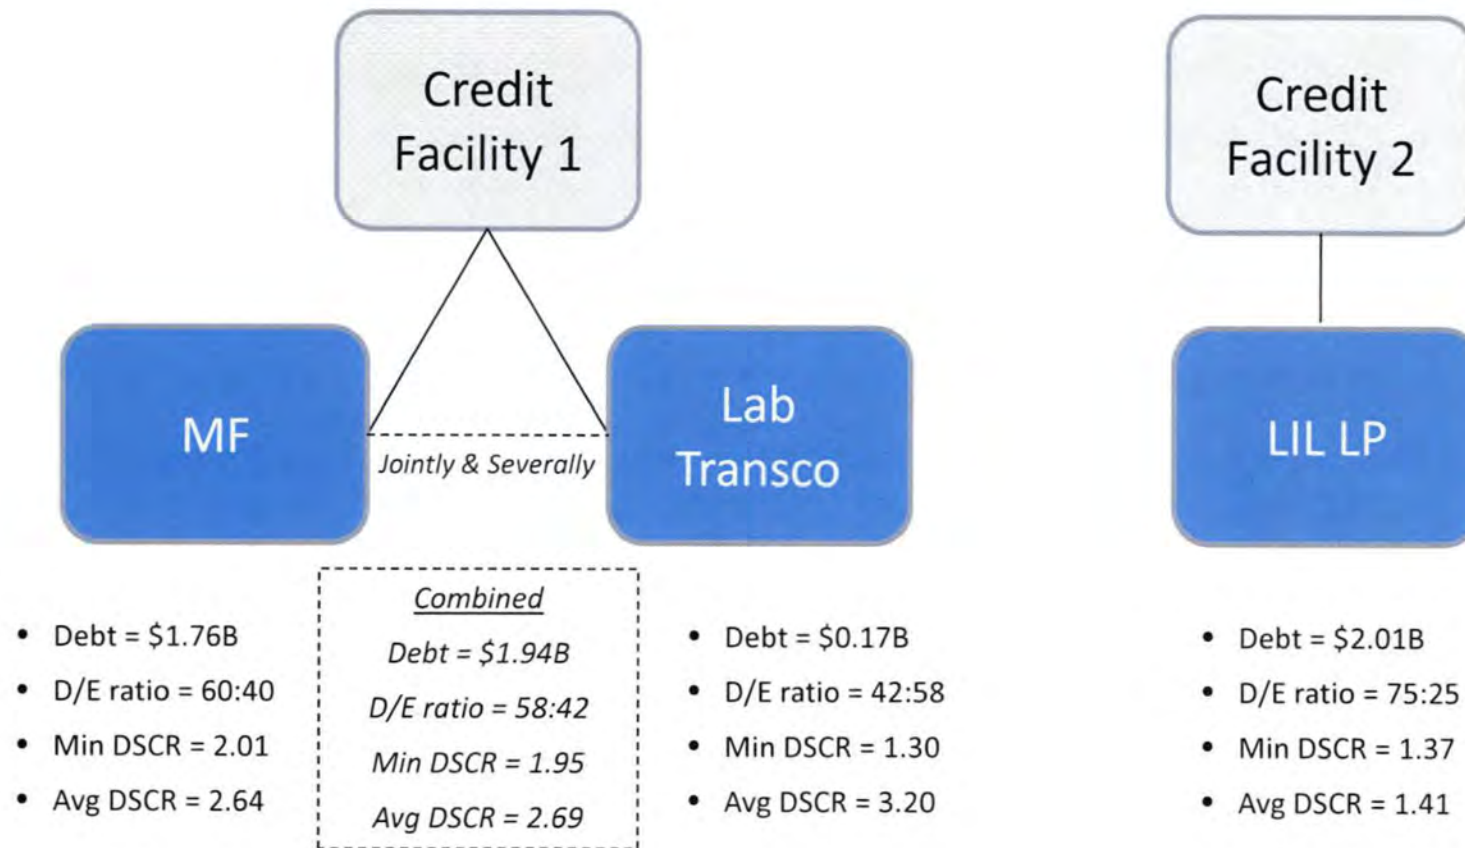 Credit
Facility 1
Credit
Facility 2
MF
Jointly & Severally
Lab
Transco
LIL LP
• Debt = $1.76B
• D/E ratio = 60:40
• Min DSCR = 2.01
• Avg DSCR = 2.64
Combined
Debt = $1.94B
D/E ratio = 58:42
Min DSCR = 1.95
Avg DSCR = 2.69
• Debt = $0.17B
• D/E ratio = 42:58
• Min DSCR = 1.30
• Avg DSCR = 3.20
• Debt = $2.01B
• D/E ratio = 75:25
• Min DSCR = 1.37
• Avg DSCR = 1.41